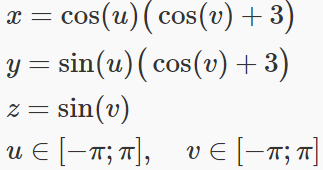 x = cos(u)(cos(v) + 3)
y = sin(u)(cos(v) + 3)
z = sin(v)
u ∈ [−π; π], v ∈ [−π; π]